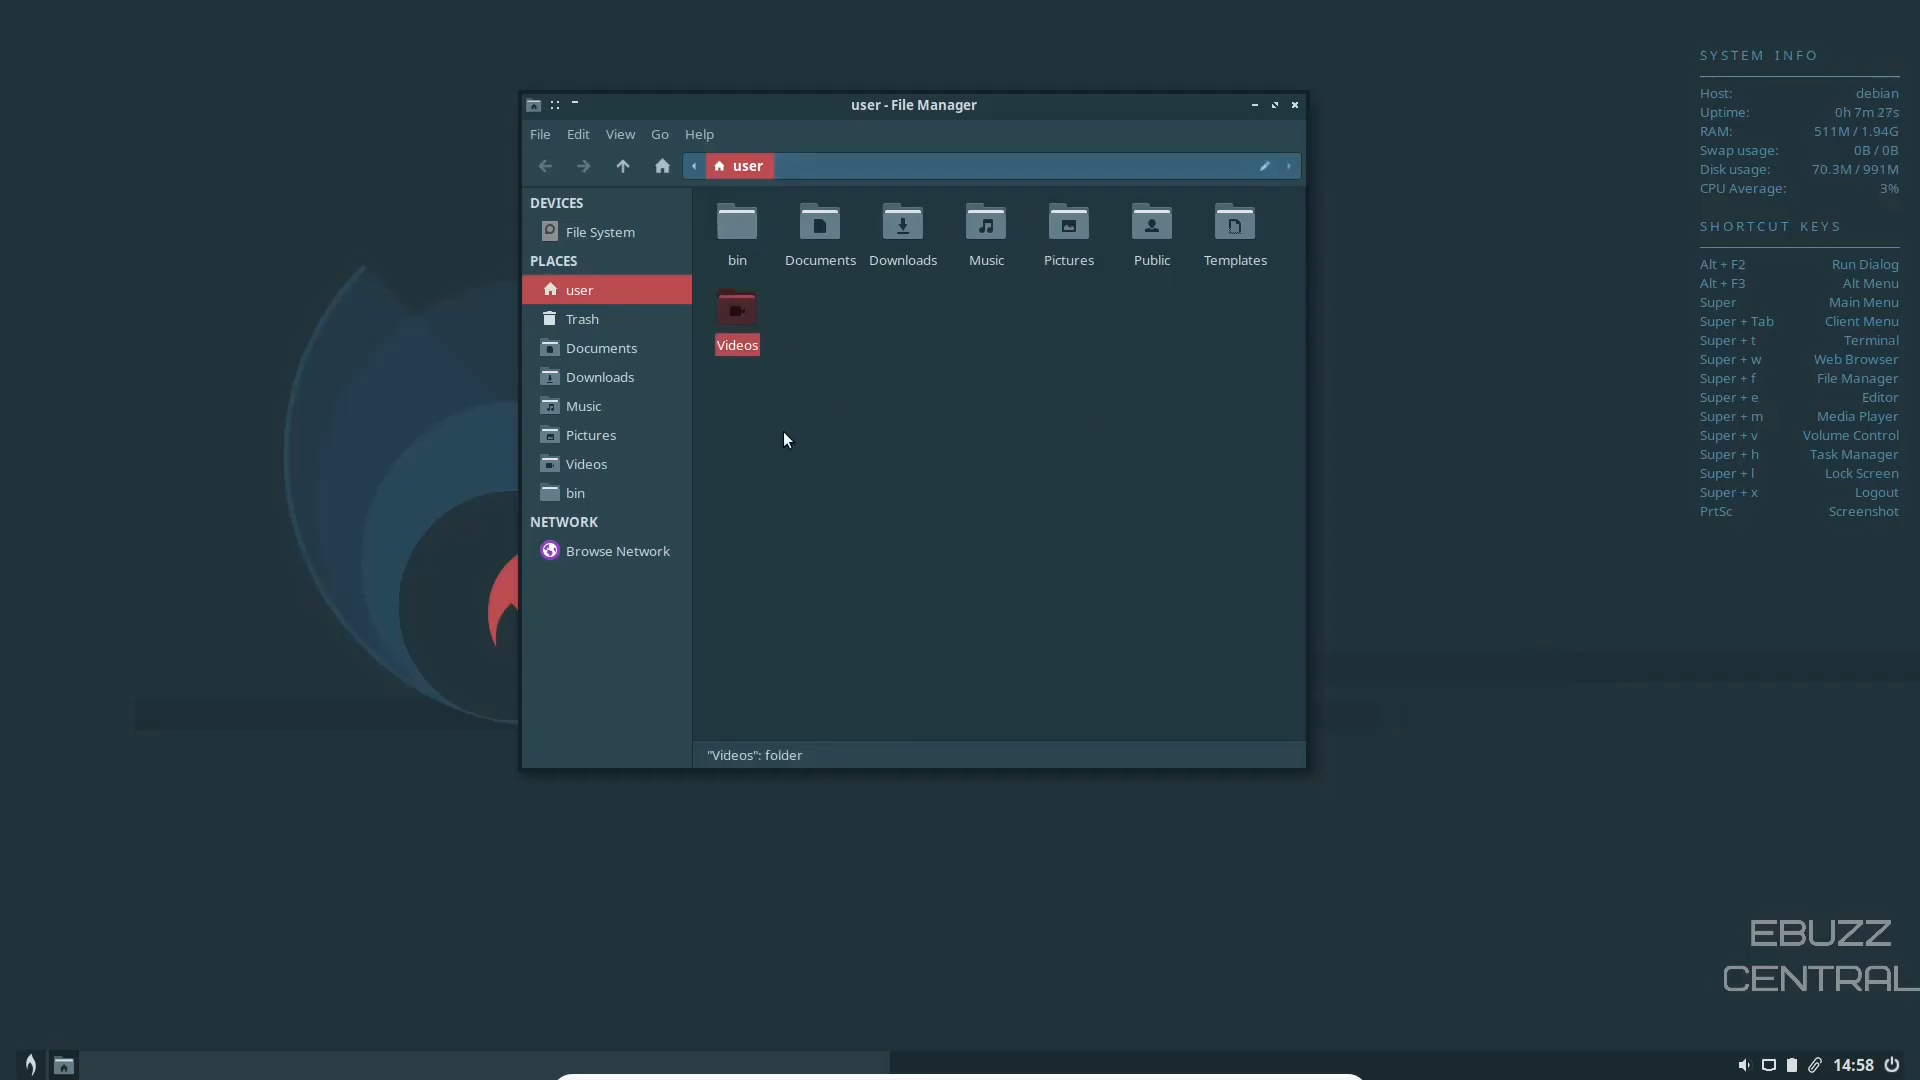 user - File Manager
File Edit View Go Help
user
DEVICES
File System
PLACES
user
Trash
Documents
Downloads
Music
Pictures
Videos
bin
NETWORK
Browse Network
bin Documents Downloads Music Pictures Public Templates
Videos
"Videos": folder
SYSTEM INFO
Host: debian
Uptime: 0h 7m 27s
RAM: 511M / 1.94G
Swap usage: 0B / 0B
Disk usage: 70.3M / 991M
CPU Average: 3%
SHORTCUT KEYS
Alt + F2 Run Dialog
Alt + F3 Alt Menu
Super Main Menu
Super + Tab Client Menu
Super + t Terminal
Super + w Web Browser
Super + f File Manager
Super + e Editor
Super + m Media Player
Super + v Volume Control
Super + h Task Manager
Super + l Lock Screen
Super + x Logout
PrtSc Screenshot
EBUZZ
CENTRAL
14:58